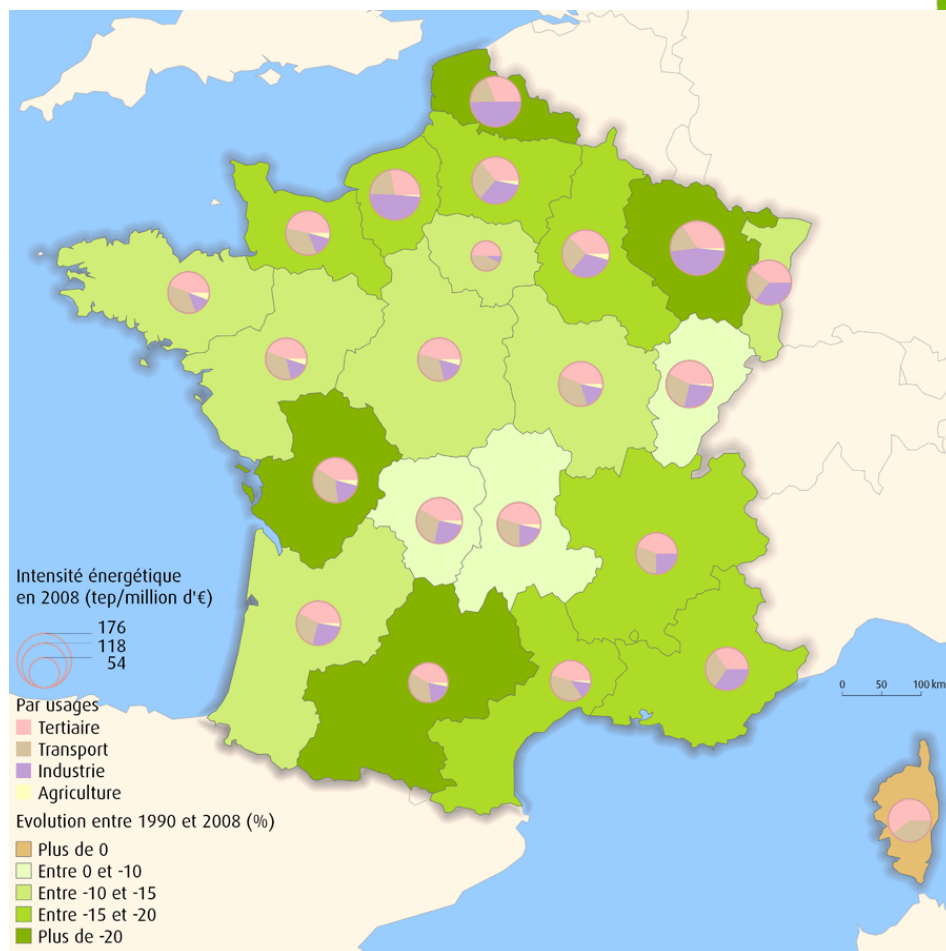 Intensité énergétique
en 2008 (tep/million d'€)
176
118
54
Par usages
Tertiaire
Transport
Industrie
Agriculture
Evolution entre 1990 et 2008 (%)
Plus de 0
Entre 0 et -10
Entre -10 et -15
Entre -15 et -20
Plus de -20
0 50 100 km